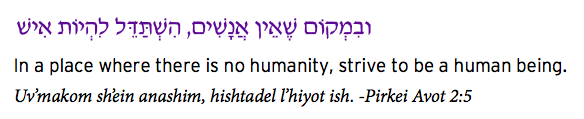 וּבִמְקוֹם שֶׁאֵין אֲנָשִׁים, הִשְׁתַּדֵּל לִהְיוֹת אִישׁ
In a place where there is no humanity, strive to be a human being.
Uv’makom sh’ein anashim, hishtadel l’hiyot ish. -Pirkei Avot 2:5